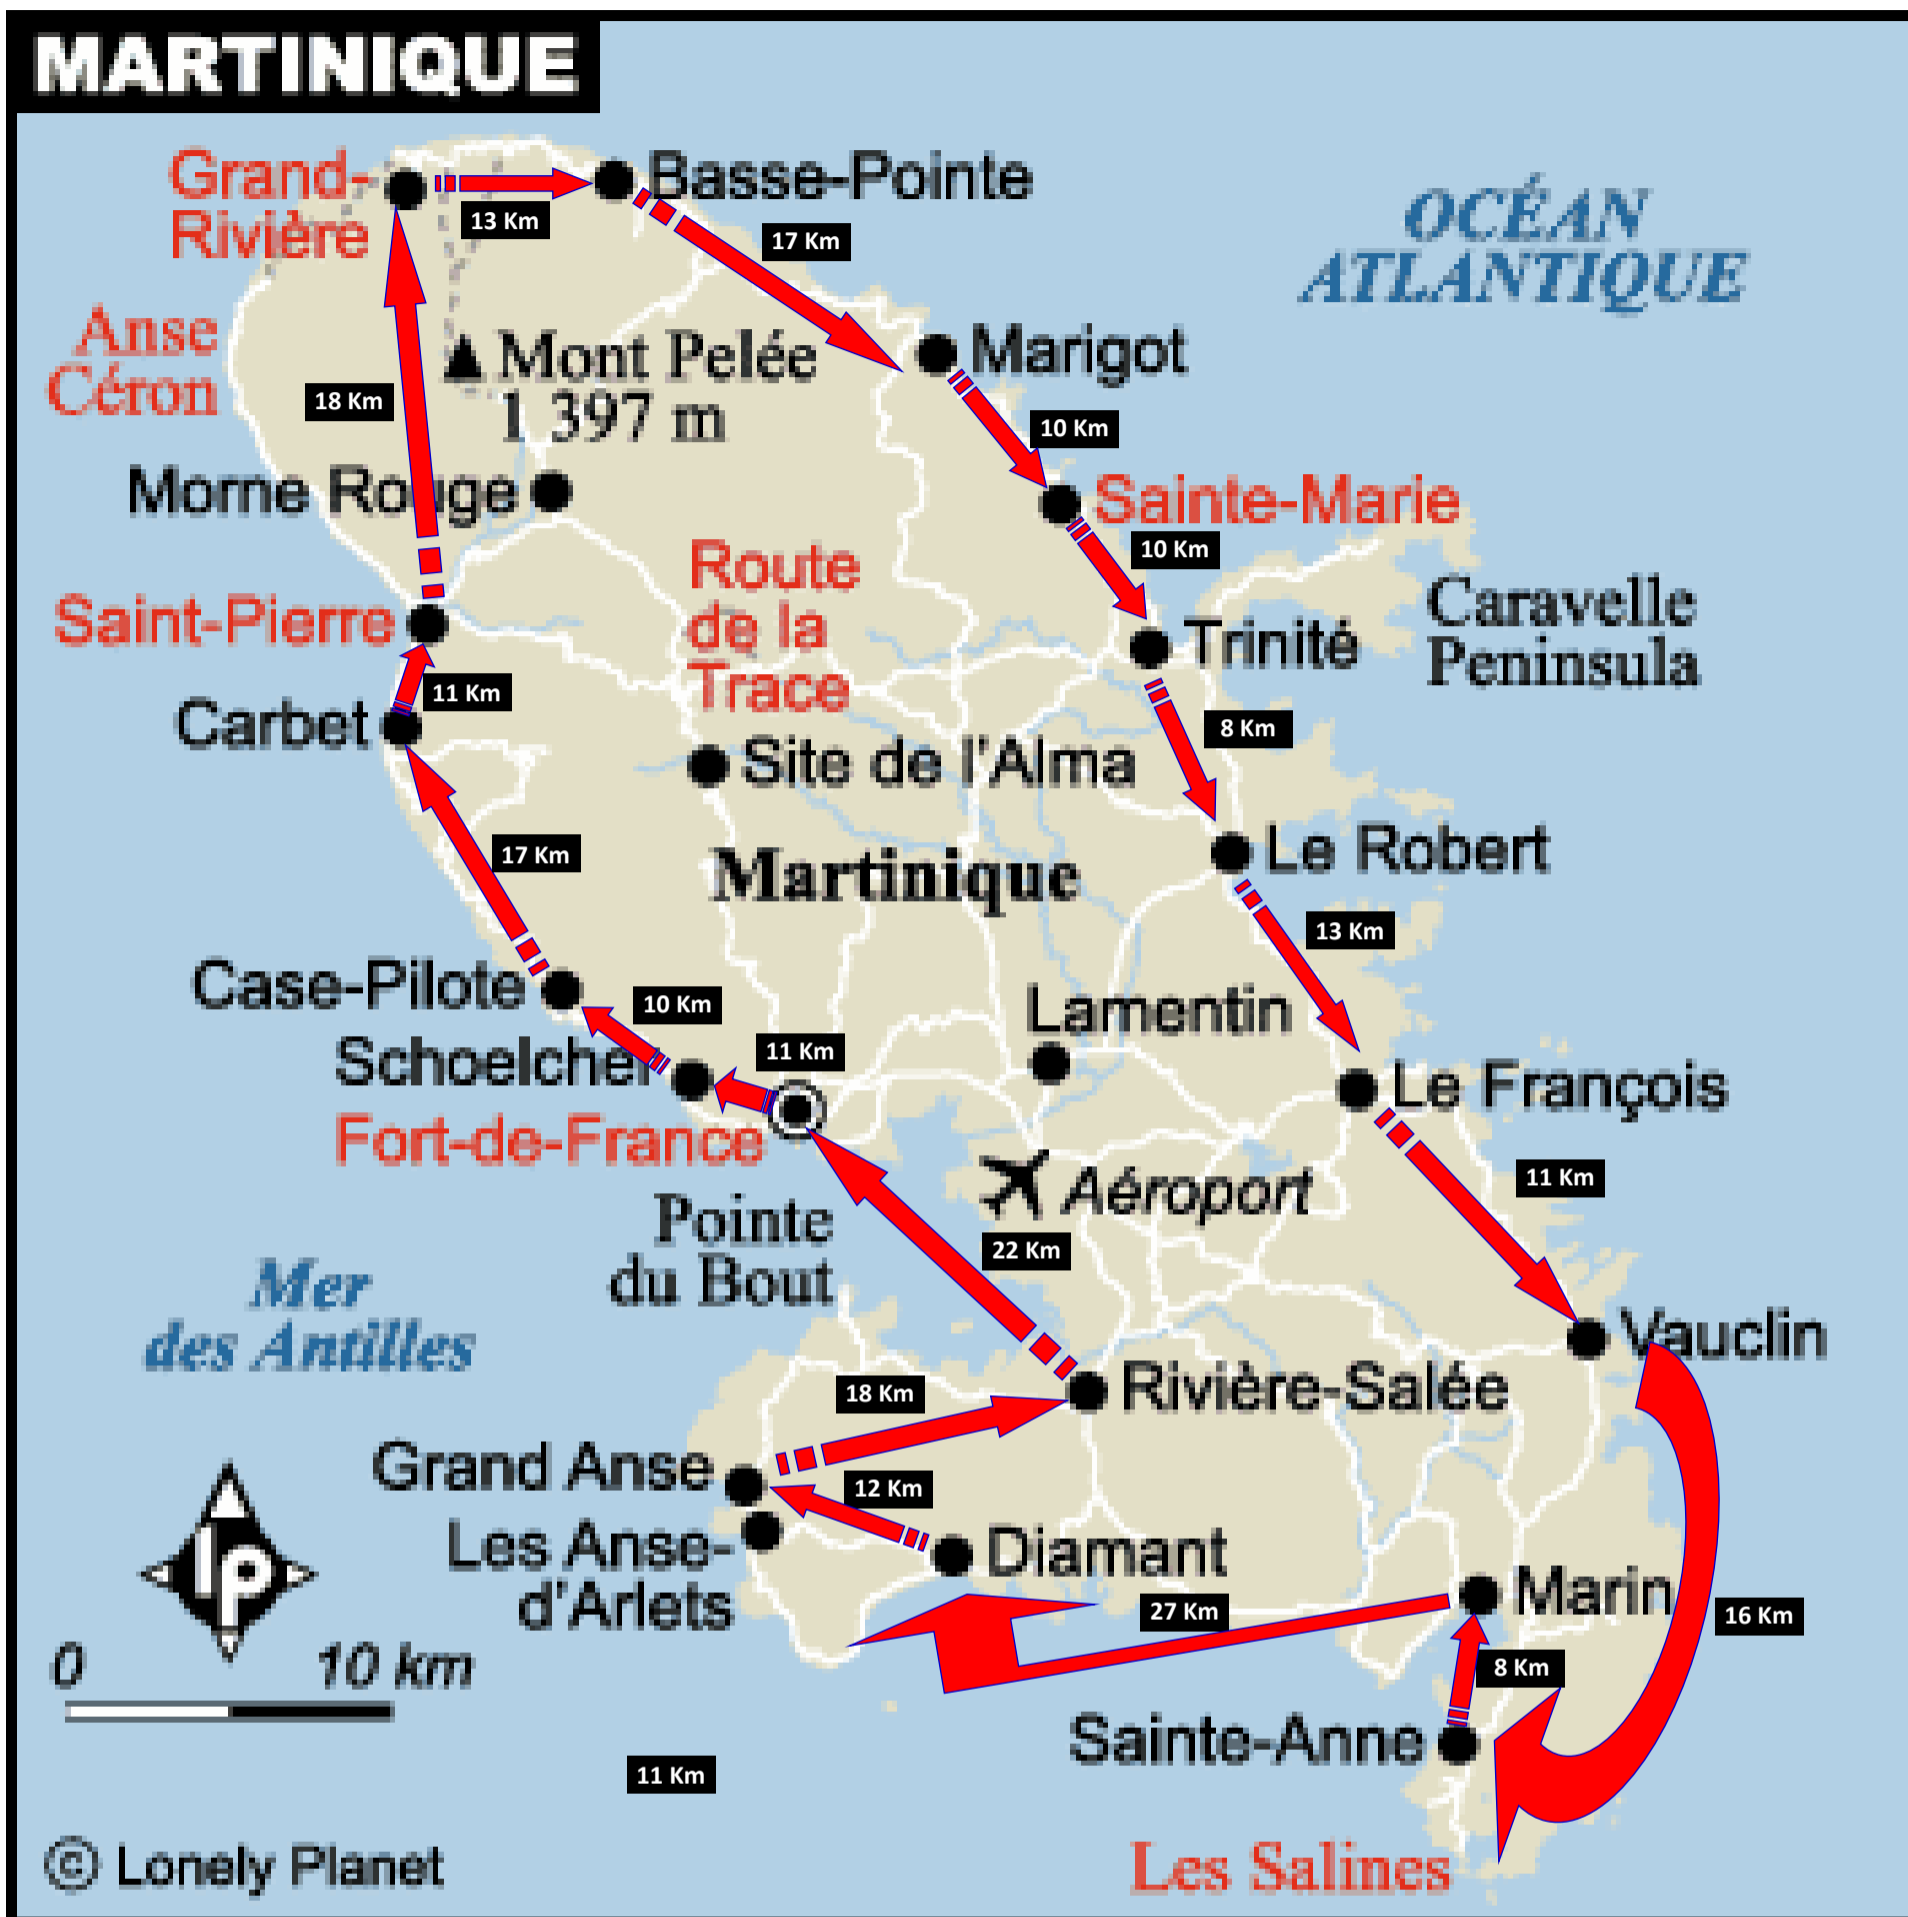 MARTINIQUE
Grand-
Rivière
Basse-Pointe
13 Km
17 Km
OCÉAN
ATLANTIQUE
Anse
Céron
18 Km
Mont Pelée
1 397 m
Marigot
10 Km
Morne Rouge
Sainte-Marie
10 Km
Route
de la
Trace
Caravelle
Peninsula
Saint-Pierre
Trinité
11 Km
Carbet
8 Km
Site de l'Alma
17 Km
Le Robert
Martinique
13 Km
Case-Pilote
10 Km
Lamentin
Schoelcher
11 Km
Le François
Fort-de-France
Aéroport
11 Km
Pointe
du Bout
22 Km
Mer
des Antilles
Vauclin
18 Km
Rivière-Salée
Grand Anse
12 Km
Les Anse-
d'Arlets
Diamant
Marin
27 Km
16 Km
lp
0 10 km
8 Km
Sainte-Anne
11 Km
Les Salines
© Lonely Planet